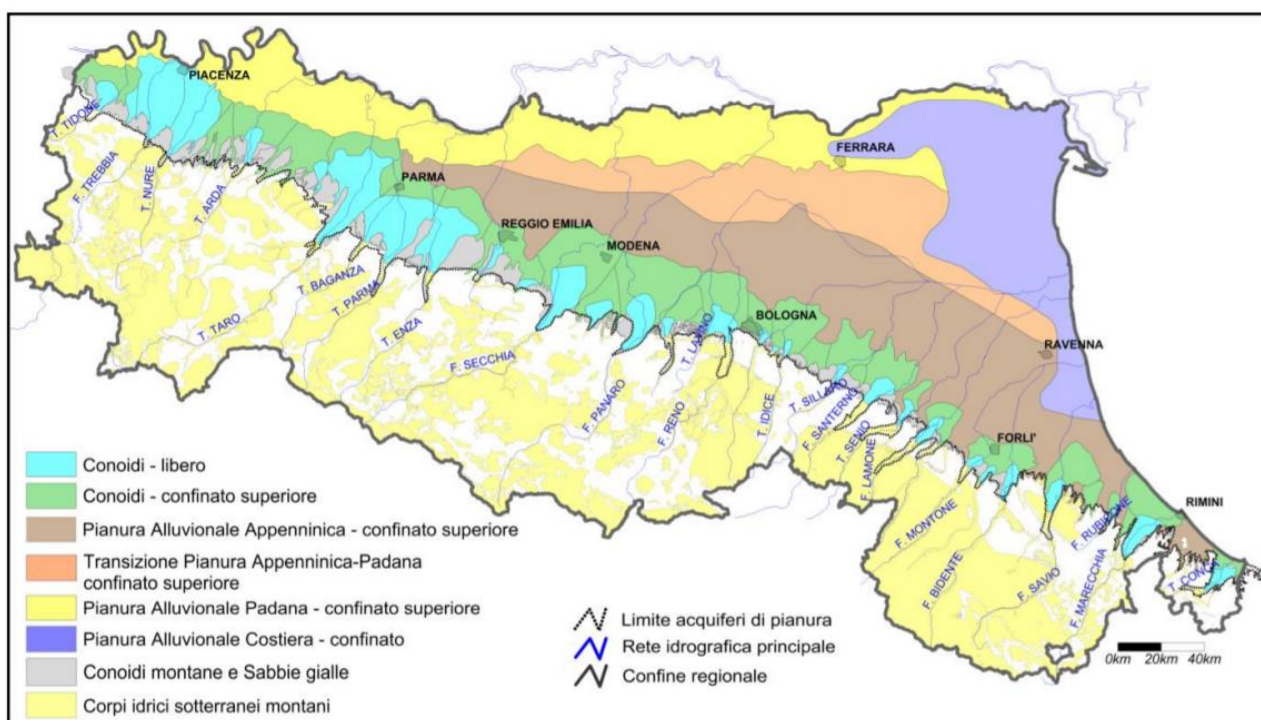 PIACENZA
T. TIDONE
F. TREBBIA
T. NURE
T. ARDA
PARMA
FERRARA
REGGIO EMILIA
MODENA
T. BAGANZA
T. PARMA
T. TARO
T. ENZA
F. SECCHIA
BOLOGNA
T. LAVINO
F. PANARO
F. RENO
T. IDICE
RAVENNA
T. SILLARO
F. SANTERNO
T. SENIO
F. LAMONE
FORLI'
F. MONTONE
F. BIDENTE
F. SAVIO
F. RUBICONE
F. MARECCHIA
RIMINI
T. CONCA
Conoidi - libero
Conoidi - confinato superiore
Pianura Alluvionale Appenninica - confinato superiore
Transizione Pianura Appenninica-Padana
confinato superiore
Pianura Alluvionale Padana - confinato superiore
Pianura Alluvionale Costiera - confinato
Conoidi montane e Sabbie gialle
Corpi idrici sotterranei montani
Limite acquiferi di pianura
Rete idrografica principale
Confine regionale
0km 20km 40km